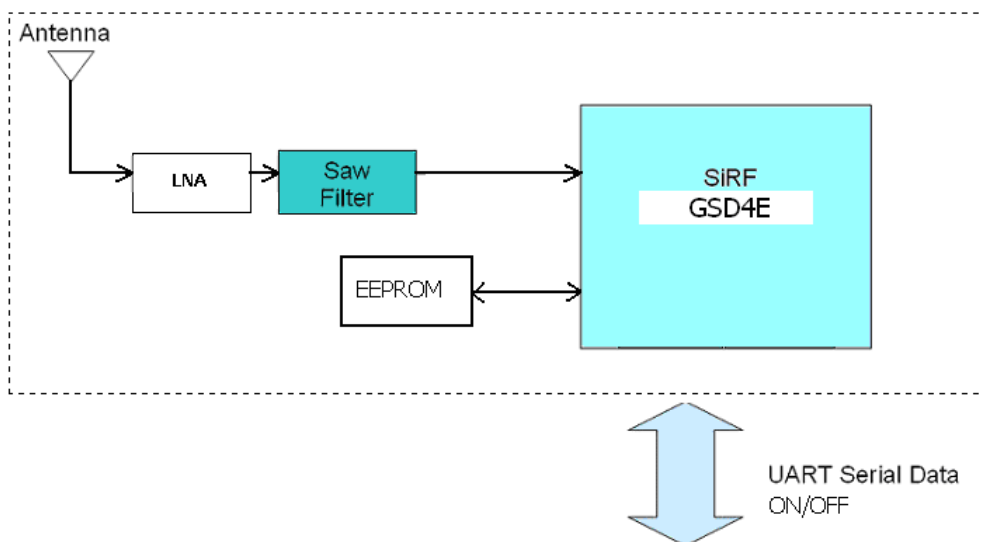 Antenna
LNA
Saw
Filter
SiRF
GSD4E
EEPROM
UART Serial Data
ON/OFF